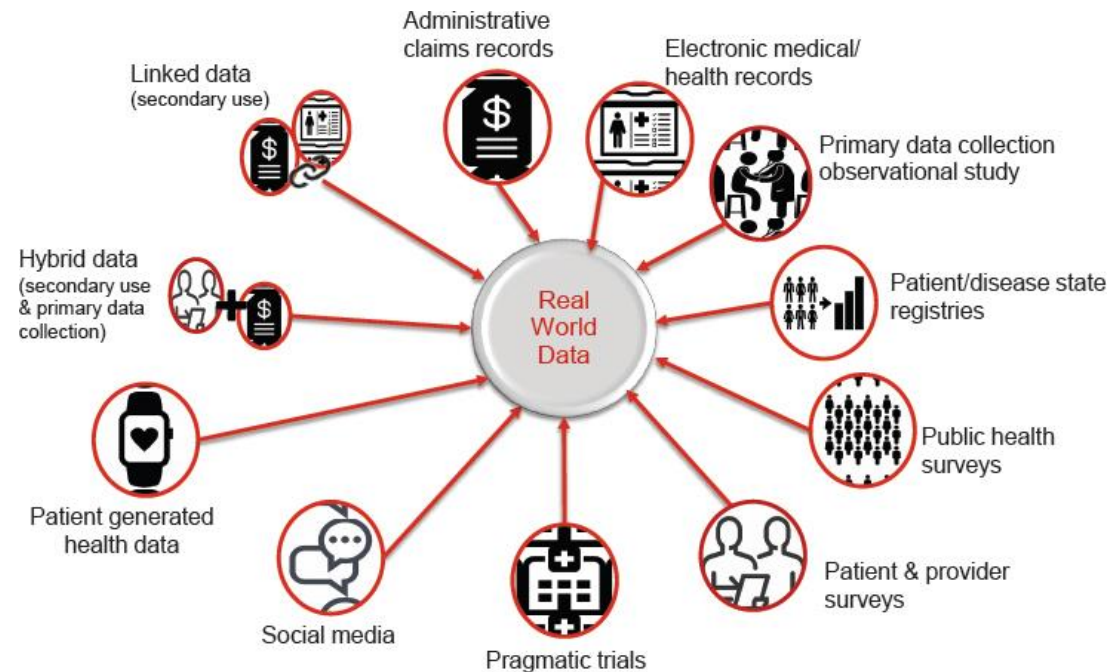 Administrative
claims records
Electronic medical/
health records
Linked data
(secondary use)
$
$
Primary data collection
observational study
Hybrid data
(secondary use
& primary data
collection)
$
Real
World
Data
Patient/disease state
registries
Public health
surveys
Patient generated
health data
Patient & provider
surveys
Social media
Pragmatic trials